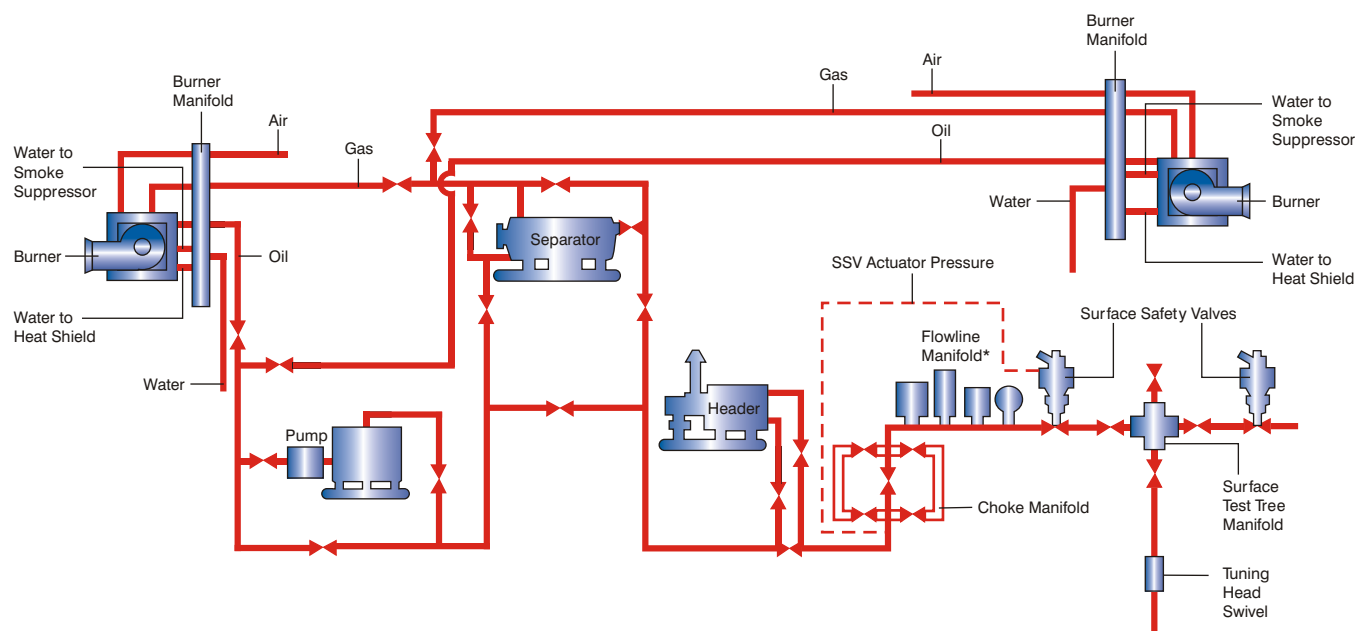 Burner
Manifold
Air
Gas
Water to
Smoke
Suppressor
Burner
Oil
Water to
Heat Shield
Water
Pump
Separator
Gas
Air
Burner
Manifold
Oil
Water to
Smoke
Suppressor
Water
Burner
Water to
Heat Shield
SSV Actuator Pressure
Surface Safety Valves
Flowline
Manifold*
Header
Choke Manifold
Surface
Test Tree
Manifold
Tuning
Head
Swivel